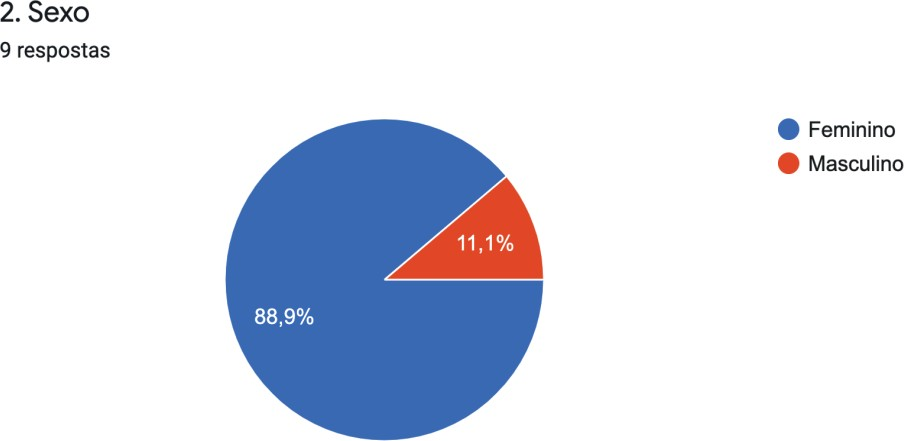 2. Sexo
9 respostas
Feminino
Masculino
11,1%
88,9%